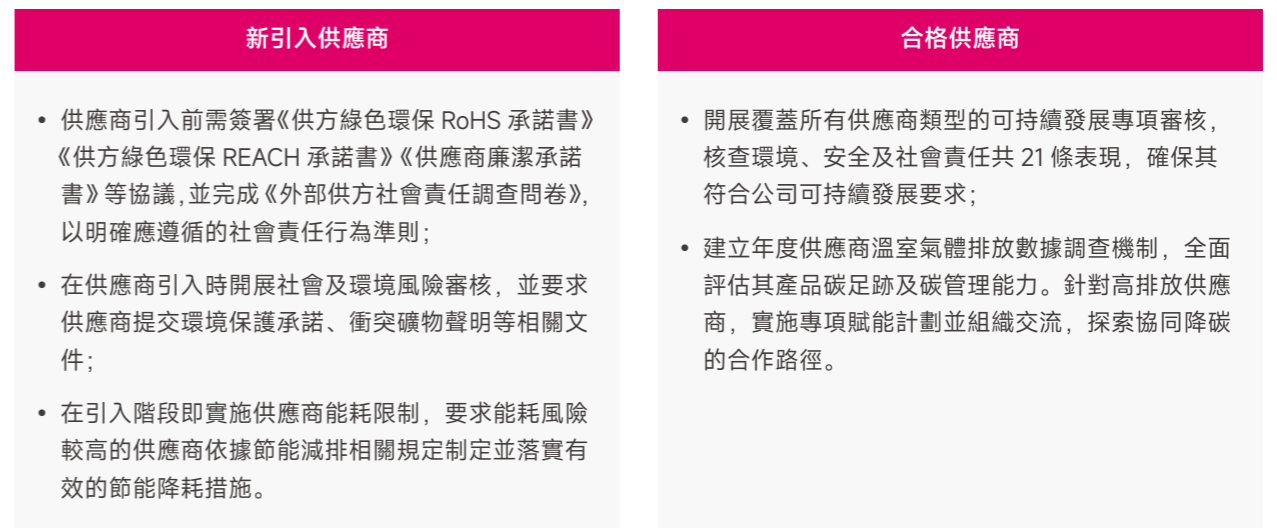 新引入供應商
• 供應商引入前需簽署《供方綠色環保 RoHS 承諾書》
《供方綠色環保 REACH 承諾書》《供應商廉潔承諾
書》等協議,並完成《外部供方社會責任調查問卷》,
以明確應遵循的社會責任行為準則;
• 在供應商引入時開展社會及環境風險審核,並要求
供應商提交環境保護承諾、衝突礦物聲明等相關文
件;
• 在引入階段即實施供應商能耗限制,要求能耗風險
較高的供應商依據節能減排相關規定制定並落實有
效的節能降耗措施。
合格供應商
• 開展覆蓋所有供應商類型的可持續發展專項審核,
核查環境、安全及社會責任共 21 條表現,確保其
符合公司可持續發展要求;
• 建立年度供應商溫室氣體排放數據調查機制,全面
評估其產品碳足跡及碳管理能力。針對高排放供應
商,實施專項賦能計劃並組織交流,探索協同降碳
的合作路徑。